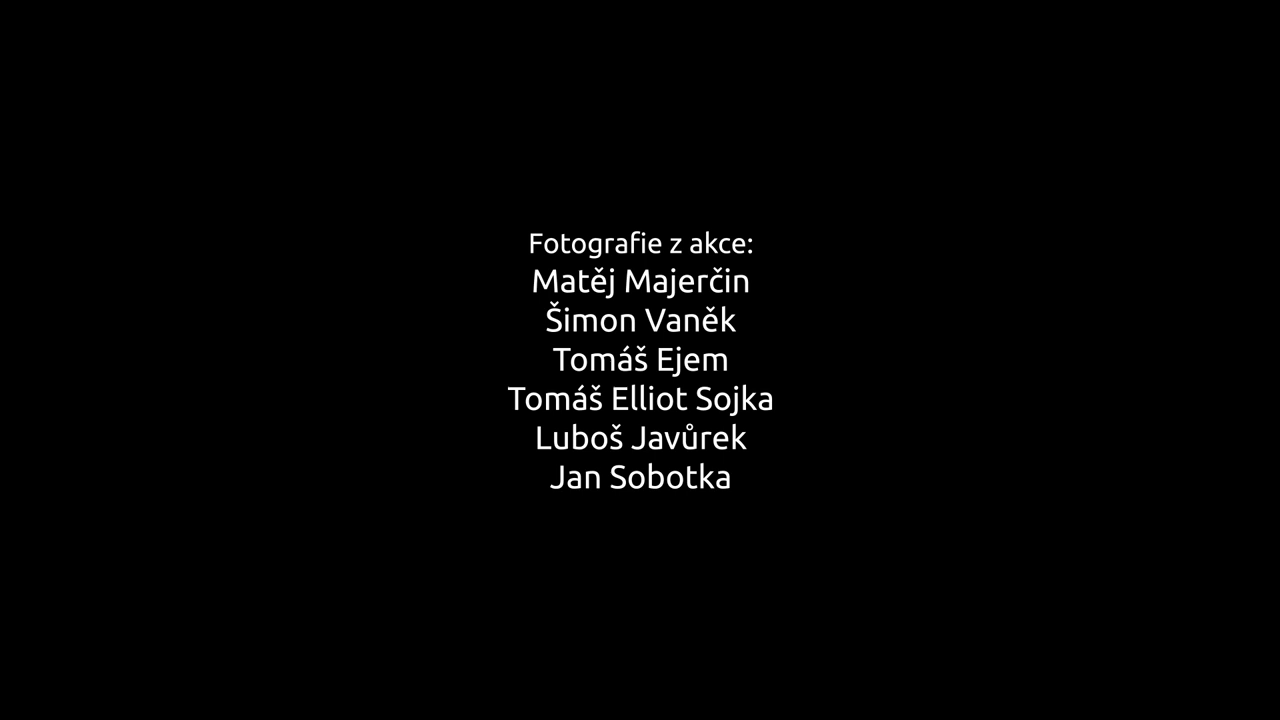 Fotografie z akce:
Matěj Majerčin
Šimon Vaněk
Tomáš Ejem
Tomáš Elliot Sojka
Luboš Javůrek
Jan Sobotka